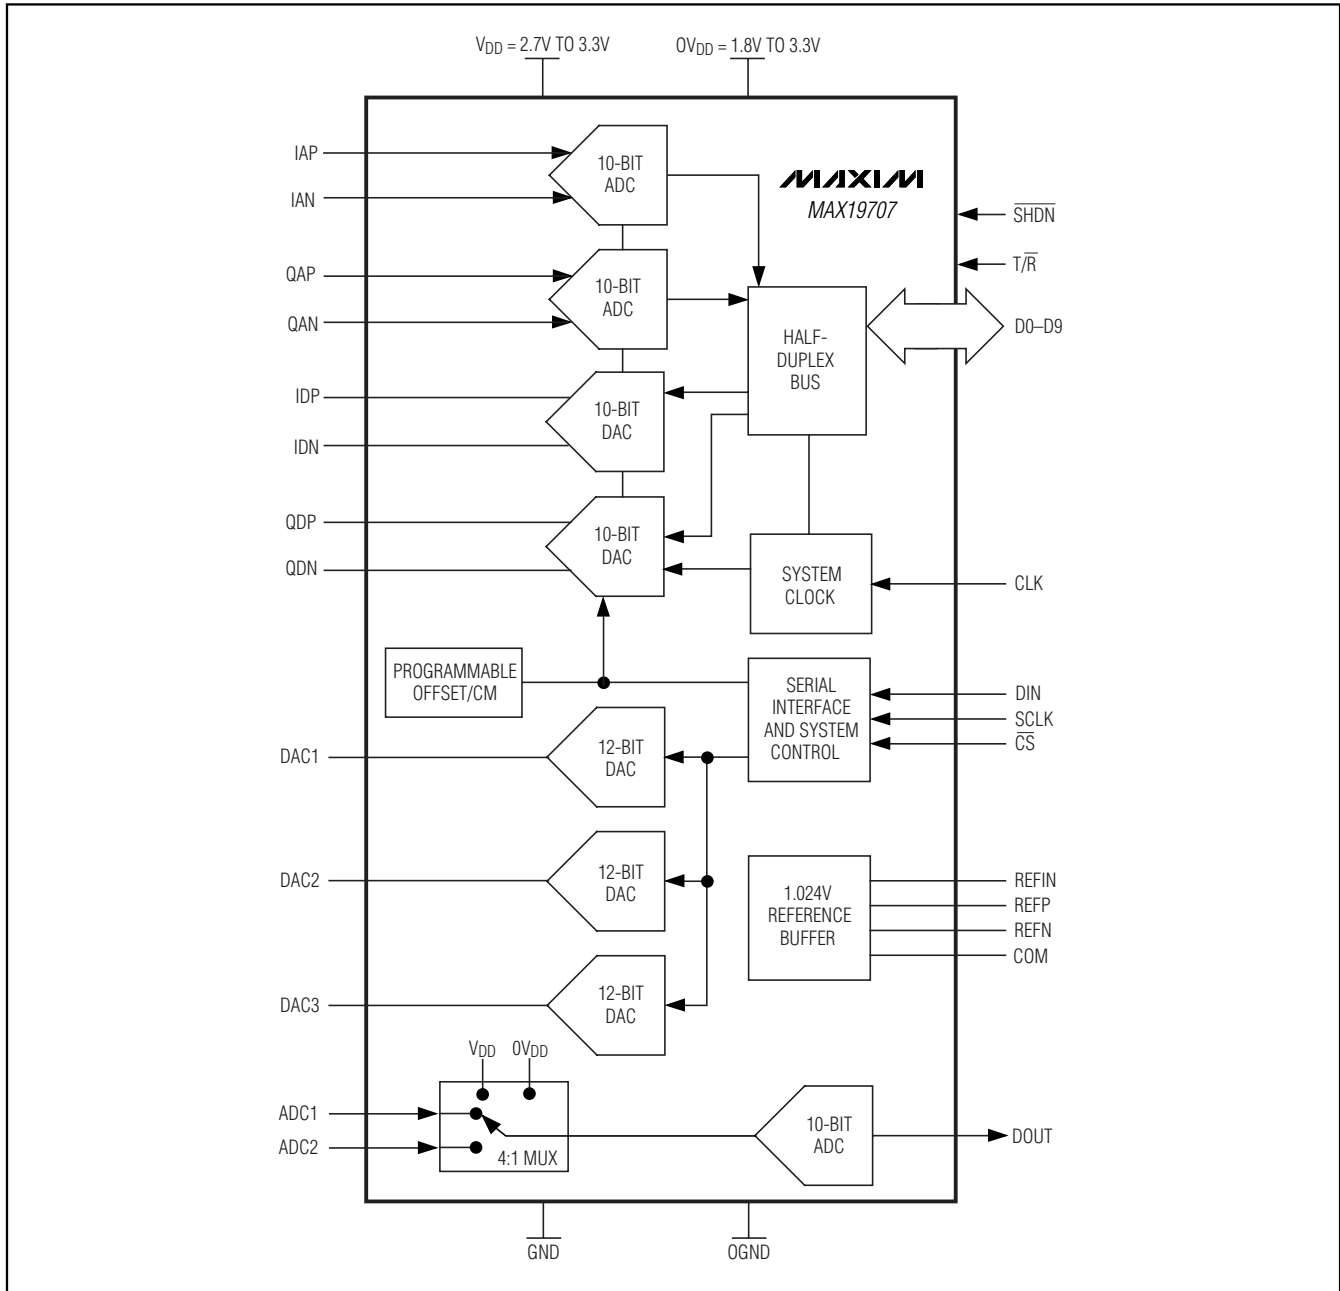 VDD = 2.7V TO 3.3V
OVDD = 1.8V TO 3.3V
IAP
IAN
10-BIT
ADC
MAXIM
MAX19707
SHDN
T/R
QAP
QAN
10-BIT
ADC
HALF-
DUPLEX
BUS
D0–D9
IDP
IDN
10-BIT
DAC
QDP
QDN
10-BIT
DAC
SYSTEM
CLOCK
CLK
PROGRAMMABLE
OFFSET/CM
SERIAL
INTERFACE
AND SYSTEM
CONTROL
DIN
SCLK
CS
DAC1
12-BIT
DAC
DAC2
12-BIT
DAC
1.024V
REFERENCE
BUFFER
REFIN
REFP
REFN
COM
DAC3
12-BIT
DAC
VDD
OVDD
ADC1
ADC2
4:1 MUX
10-BIT
ADC
DOUT
GND
OGND